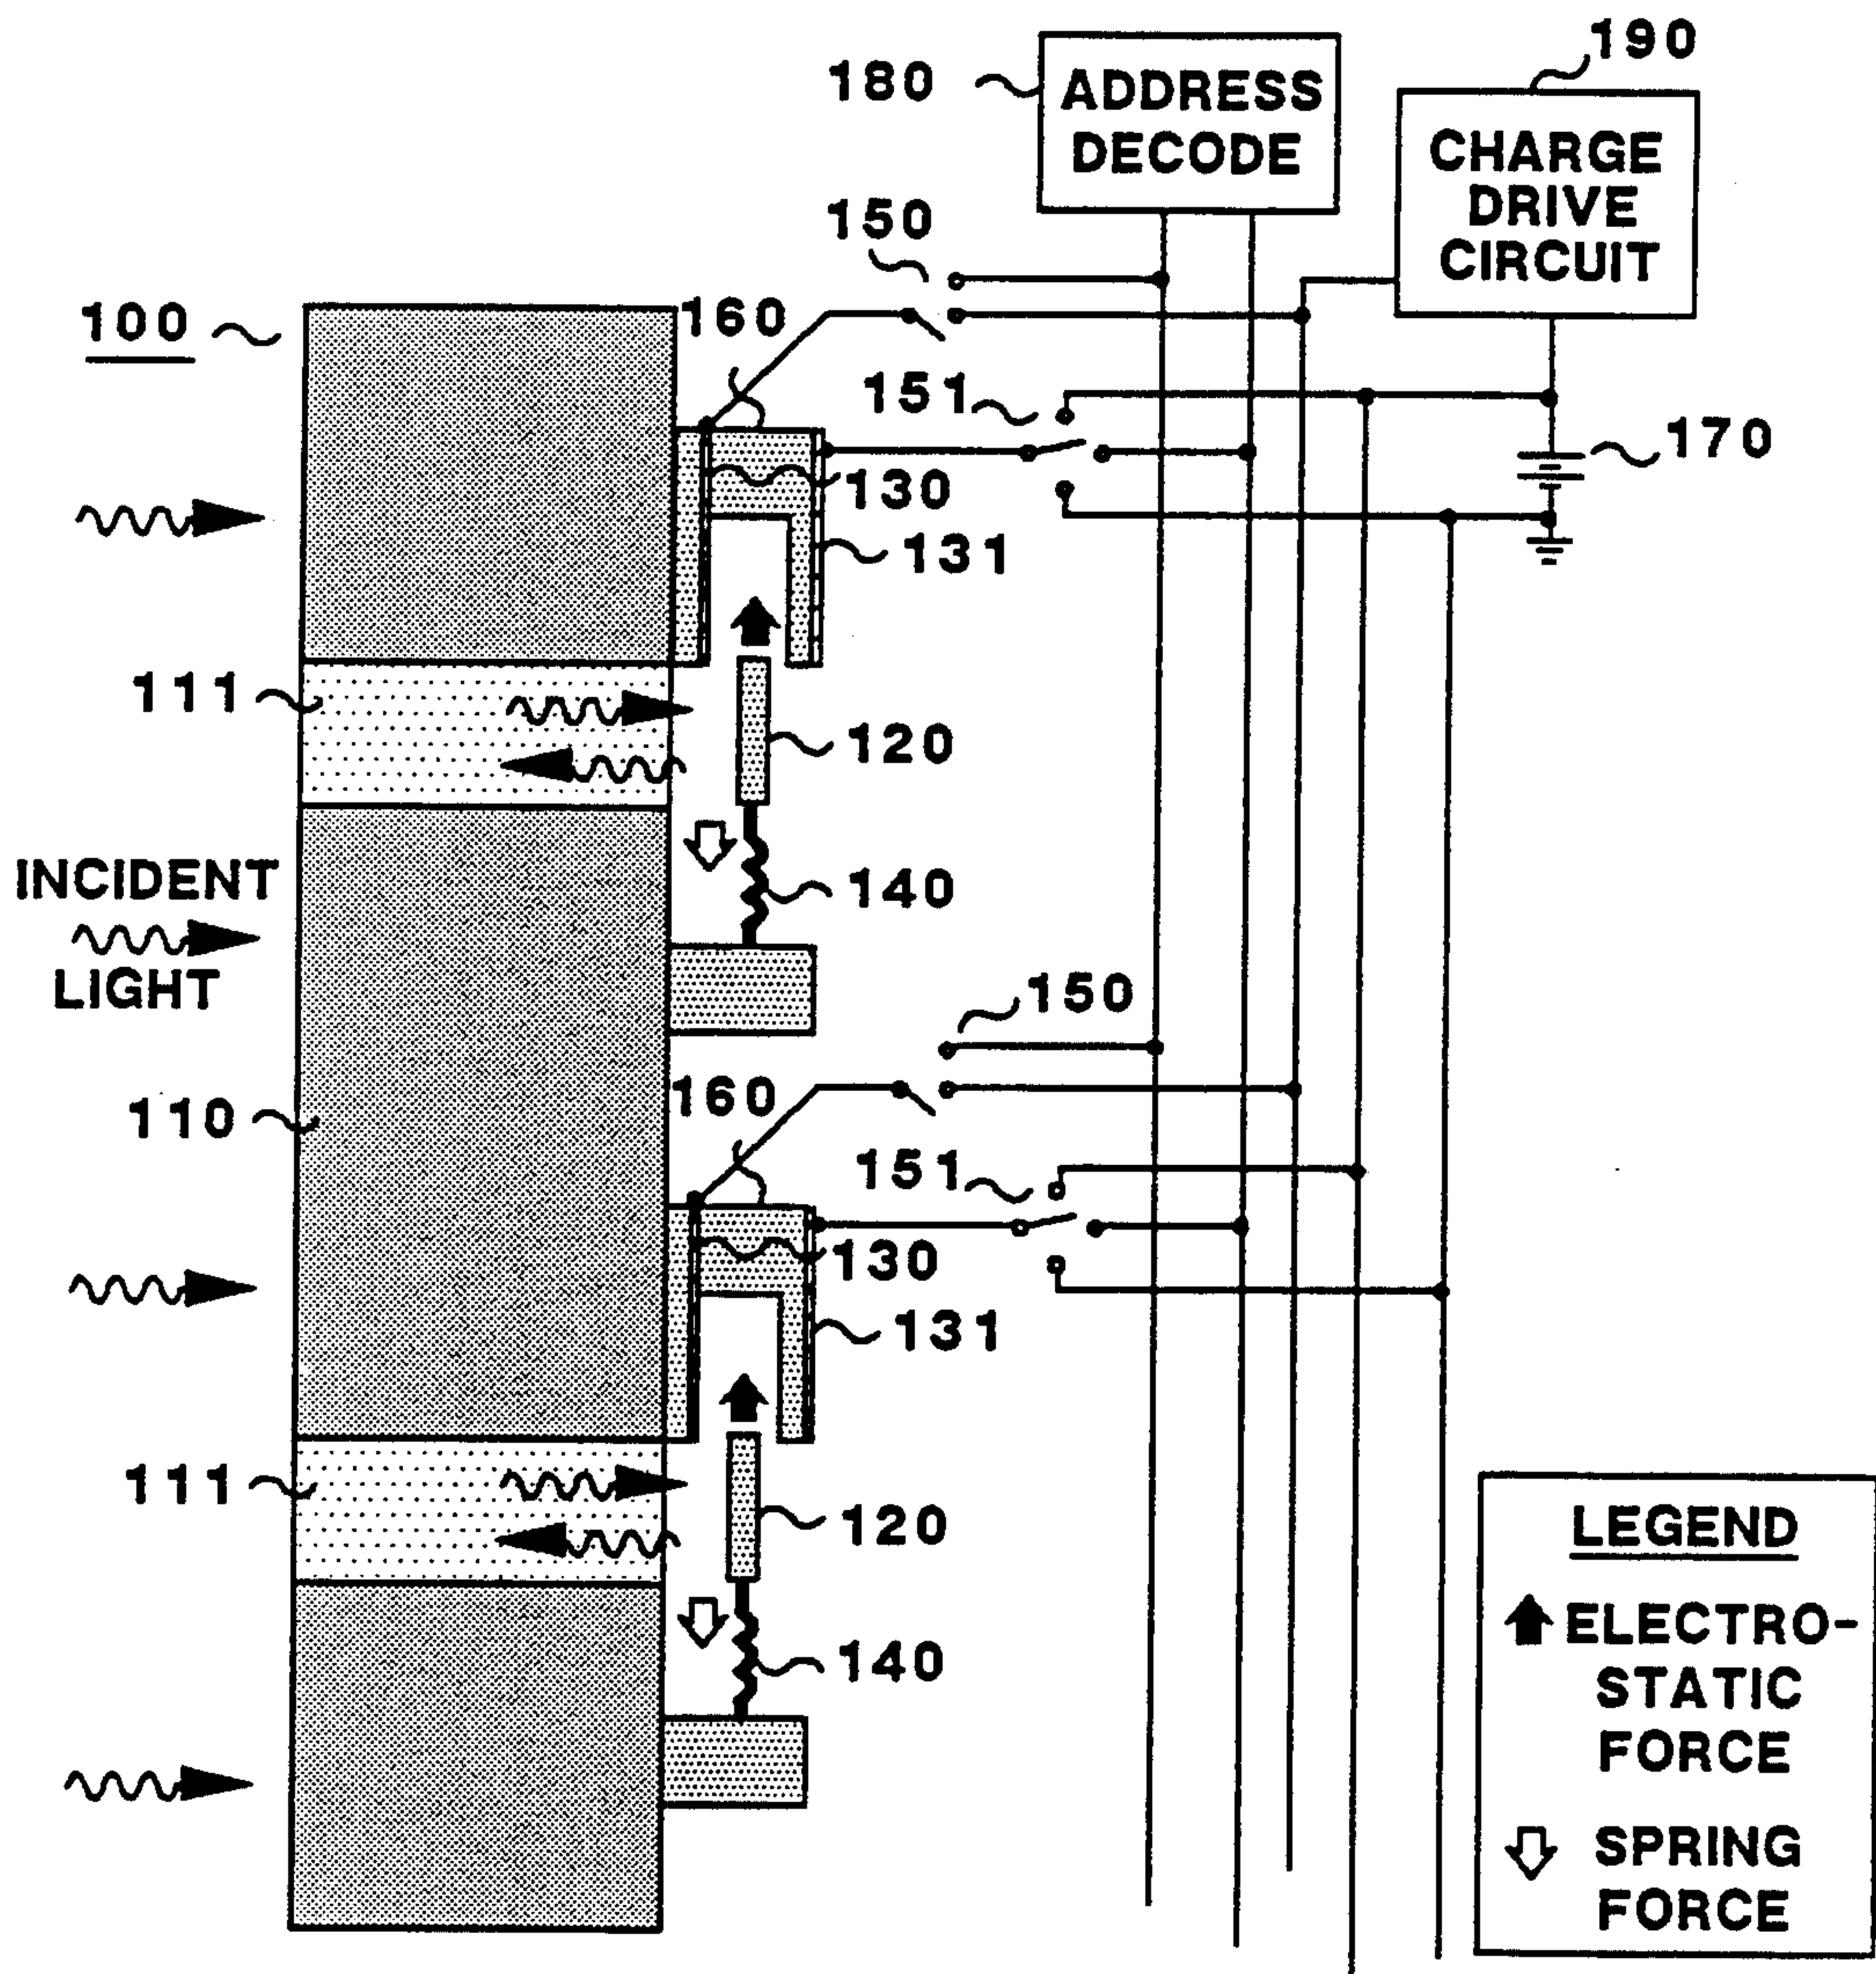 190
180
ADDRESS
DECODE
CHARGE
DRIVE
CIRCUIT
150
100
160
151
170
130
131
111
120
INCIDENT
LIGHT
140
150
110
160
151
130
131
111
120
140
LEGEND
ELECTRO-
STATIC
FORCE
SPRING
FORCE